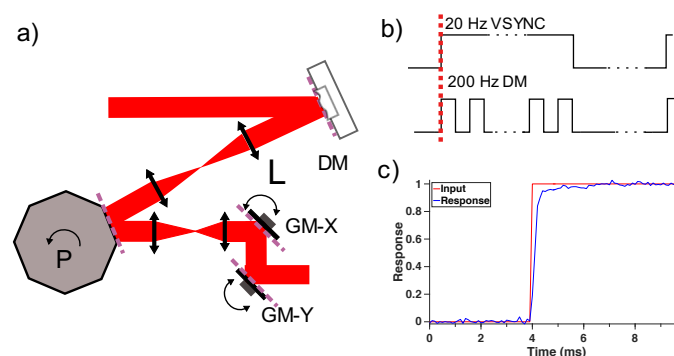 a)
DM
L
P
GM-X
GM-Y
b)
20 Hz VSYNC
200 Hz DM
c)
Input
Response
Response
1
0.8
0.6
0.4
0.2
0
0 2 4 6 8
Time (ms)